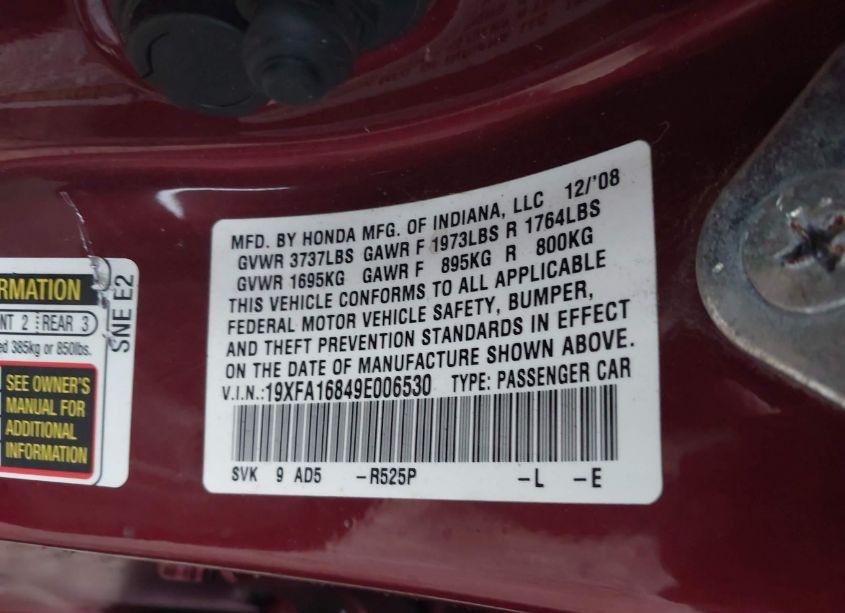 MFD. BY HONDA MFG. OF INDIANA, LLC 12/'08
GVWR 3737LBS GAWR F 1973LBS R 1764LBS
GVWR 1695KG GAWR F 895KG R 800KG
THIS VEHICLE CONFORMS TO ALL APPLICABLE
FEDERAL MOTOR VEHICLE SAFETY, BUMPER,
AND THEFT PREVENTION STANDARDS IN EFFECT
ON THE DATE OF MANUFACTURE SHOWN ABOVE.
V.I.N.:19XFA16849E006530 TYPE: PASSENGER CAR
SVK 9 AD5 -R525P -L -E
2 REAR 3
385kg or 850lbs.
SNE E2
SEE OWNER'S
MANUAL FOR
ADDITIONAL
INFORMATION